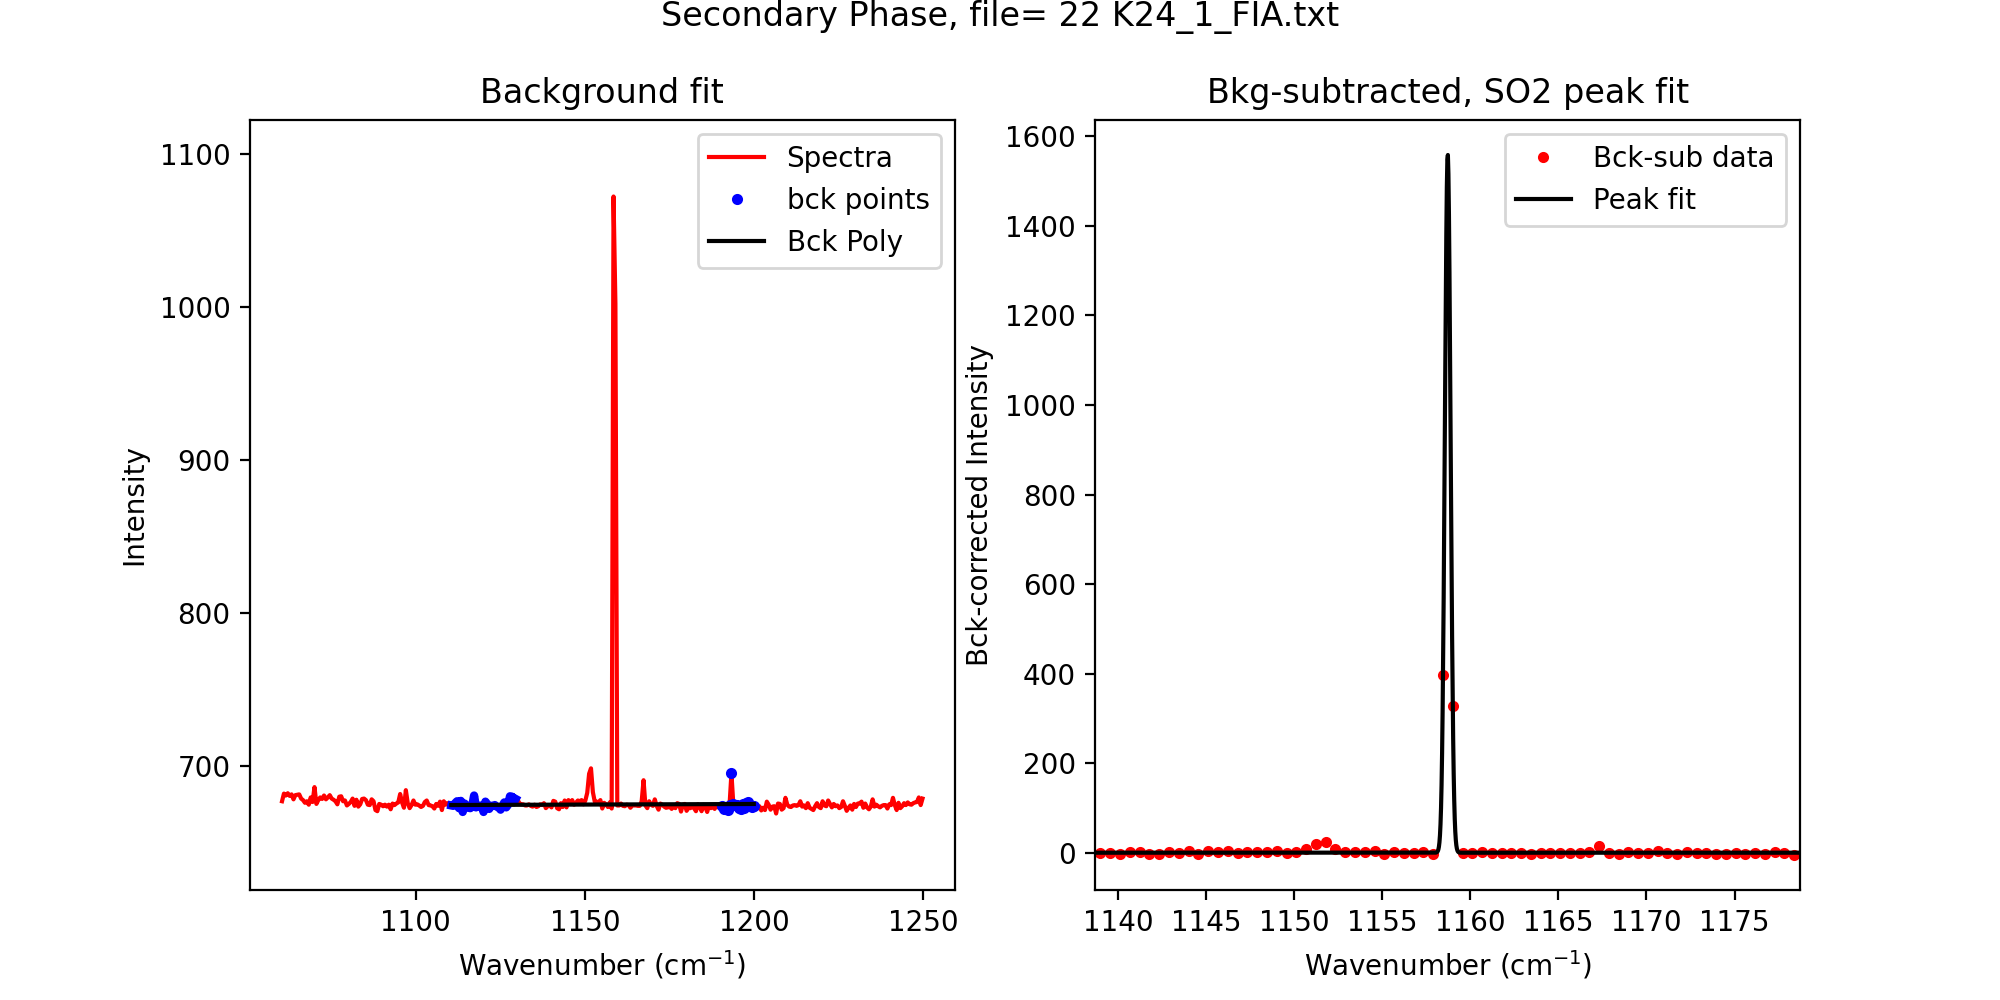 Secondary Phase, file= 22 K24_1_FIA.txt
Background fit
1100
1000
900
800
700
Intensity
Spectra
bck points
Bck Poly
1100 1150 1200 1250
Wavenumber (cm⁻¹)
Bkg-subtracted, SO2 peak fit
1600
1400
1200
1000
800
600
400
200
0
Bck-corrected Intensity
Bck-sub data
Peak fit
1140 1145 1150 1155 1160 1165 1170 1175
Wavenumber (cm⁻¹)